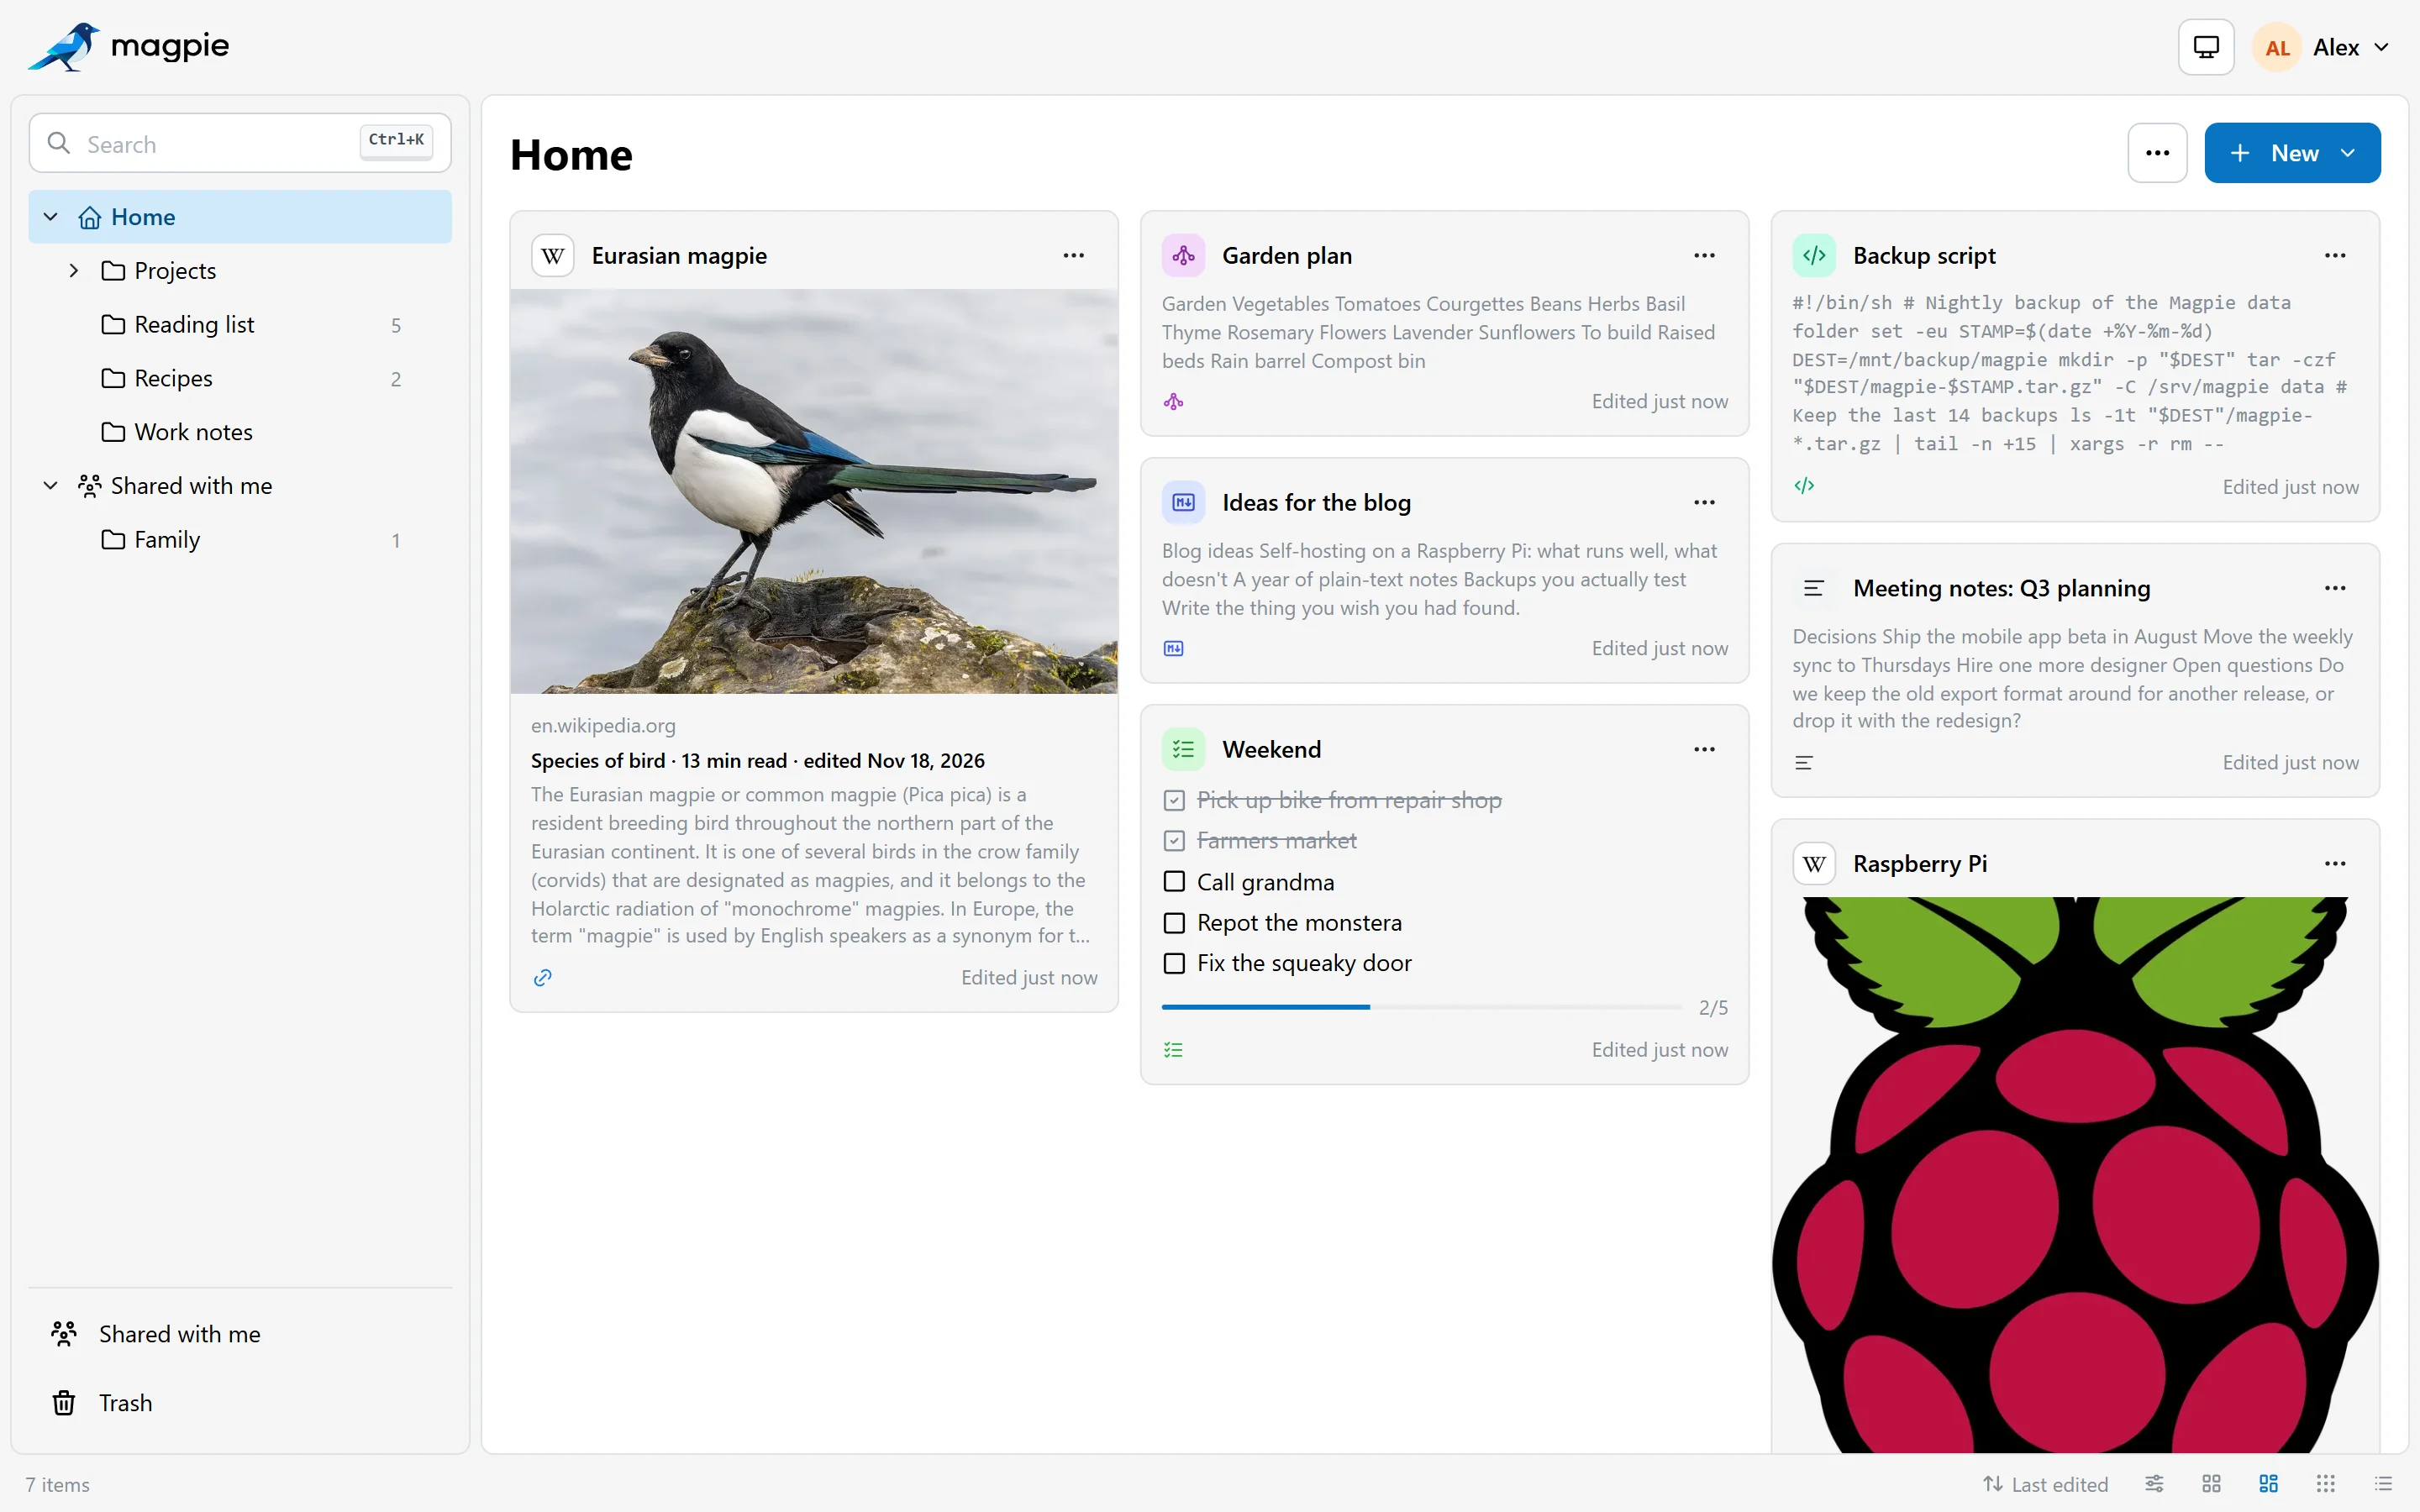 magpie
AL
Alex
Search
Ctrl+K
Home
Projects
Reading list
5
Recipes
2
Work notes
Shared with me
Family
1
Shared with me
Trash
Home
New
W
Eurasian magpie
en.wikipedia.org
Species of bird · 13 min read · edited Nov 18, 2026
The Eurasian magpie or common magpie (Pica pica) is a
resident breeding bird throughout the northern part of the
Eurasian continent. It is one of several birds in the crow family
(corvids) that are designated as magpies, and it belongs to the
Holarctic radiation of "monochrome" magpies. In Europe, the
term "magpie" is used by English speakers as a synonym for t...
Edited just now
Garden plan
Garden Vegetables Tomatoes Courgettes Beans Herbs Basil
Thyme Rosemary Flowers Lavender Sunflowers To build Raised
beds Rain barrel Compost bin
Edited just now
M
Ideas for the blog
Blog ideas Self-hosting on a Raspberry Pi: what runs well, what
doesn't A year of plain-text notes Backups you actually test
Write the thing you wish you had found.
M
Edited just now
Weekend
Pick up bike from repair shop
Farmers market
Call grandma
Repot the monstera
Fix the squeaky door
2/5
Edited just now
Backup script
#!/bin/sh # Nightly backup of the Magpie data
folder set -eu STAMP=$(date +%Y-%m-%d)
DEST=/mnt/backup/magpie mkdir -p "$DEST" tar -czf
"$DEST/magpie-$STAMP.tar.gz" -C /srv/magpie data #
Keep the last 14 backups ls -1t "$DEST"/magpie-
*.tar.gz | tail -n +15 | xargs -r rm --
Edited just now
Meeting notes: Q3 planning
Decisions Ship the mobile app beta in August Move the weekly
sync to Thursdays Hire one more designer Open questions Do
we keep the old export format around for another release, or
drop it with the redesign?
Edited just now
W
Raspberry Pi
7 items
Last edited